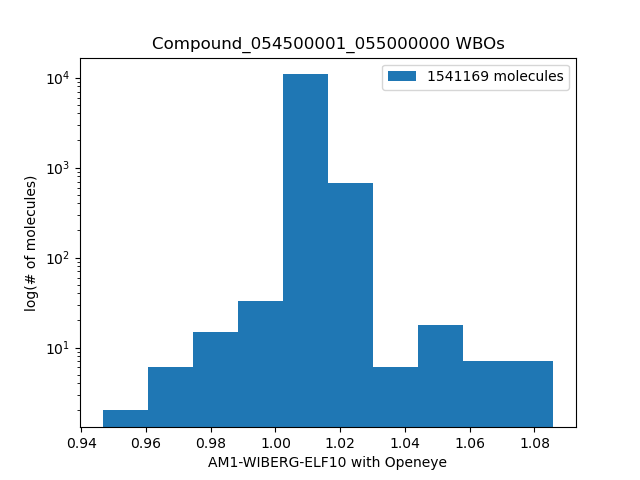 Compound_054500001_055000000 WBOs
1541169 molecules
log(# of molecules)
10⁴
10³
10²
10¹
0.94 0.96 0.98 1.00 1.02 1.04 1.06 1.08
AM1-WIBERG-ELF10 with Openeye